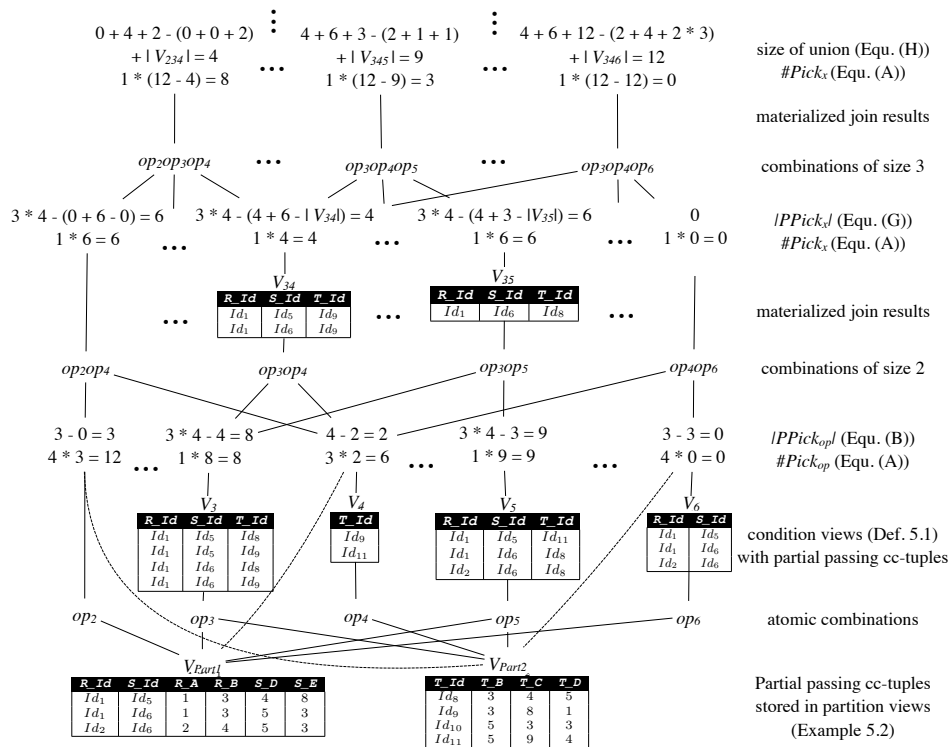 0 + 4 + 2 - (0 + 0 + 2) 4 + 6 + 3 - (2 + 1 + 1) 4 + 6 + 12 - (2 + 4 + 2 * 3) size of union (Equ. (H))
+ | V234 | = 4 + | V345 | = 9 + | V346 | = 12 #Pickx (Equ. (A))
1 * (12 - 4) = 8 1 * (12 - 9) = 3 1 * (12 - 12) = 0
materialized join results
op2op3op4 op3op4op5 op3op4op6 combinations of size 3
3 * 4 - (0 + 6 - 0) = 6 3 * 4 - (4 + 6 - | V34|) = 4 3 * 4 - (4 + 3 - |V35|) = 6 0 |PPickx| (Equ. (G))
1 * 6 = 6 1 * 4 = 4 1 * 6 = 6 1 * 0 = 0 #Pickx (Equ. (A))
V34 V35
R_Id S_Id T_Id R_Id S_Id T_Id
Id1 Id5 Id9 Id1 Id6 Id8
Id1 Id6 Id9
materialized join results
op2op4 op3op4 op3op5 op4op6 combinations of size 2
3 - 0 = 3 3 * 4 - 4 = 8 4 - 2 = 2 3 * 4 - 3 = 9 3 - 3 = 0 |PPickop| (Equ. (B))
4 * 3 = 12 1 * 8 = 8 3 * 2 = 6 1 * 9 = 9 4 * 0 = 0 #Pickop (Equ. (A))
V3 V4 V5 V6
R_Id S_Id T_Id T_Id R_Id S_Id T_Id R_Id S_Id
Id1 Id5 Id8 Id9 Id1 Id5 Id11 Id1 Id5 condition views (Def. 5.1)
Id1 Id5 Id9 Id11 Id1 Id6 Id8 Id1 Id6 with partial passing cc-tuples
Id1 Id6 Id8 Id2 Id6 Id8 Id2 Id6
Id1 Id6 Id9
op2 op3 op4 op5 op6 atomic combinations
VPart1 VPart2
R_Id S_Id R_A R_B S_D S_E T_Id T_B T_C T_D Partial passing cc-tuples
Id1 Id5 1 3 4 8 Id8 3 4 5 stored in partition views
Id1 Id6 1 3 5 3 Id9 3 8 1 (Example 5.2)
Id2 Id6 2 4 5 3 Id10 5 3 3
Id11 5 9 4